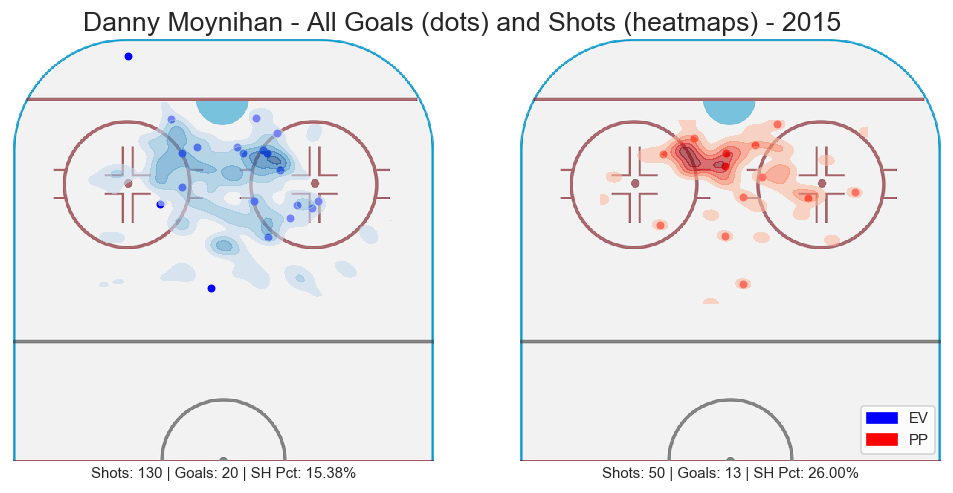 Danny Moynihan - All Goals (dots) and Shots (heatmaps) - 2015
EV
PP
Shots: 130 | Goals: 20 | SH Pct: 15.38%
Shots: 50 | Goals: 13 | SH Pct: 26.00%